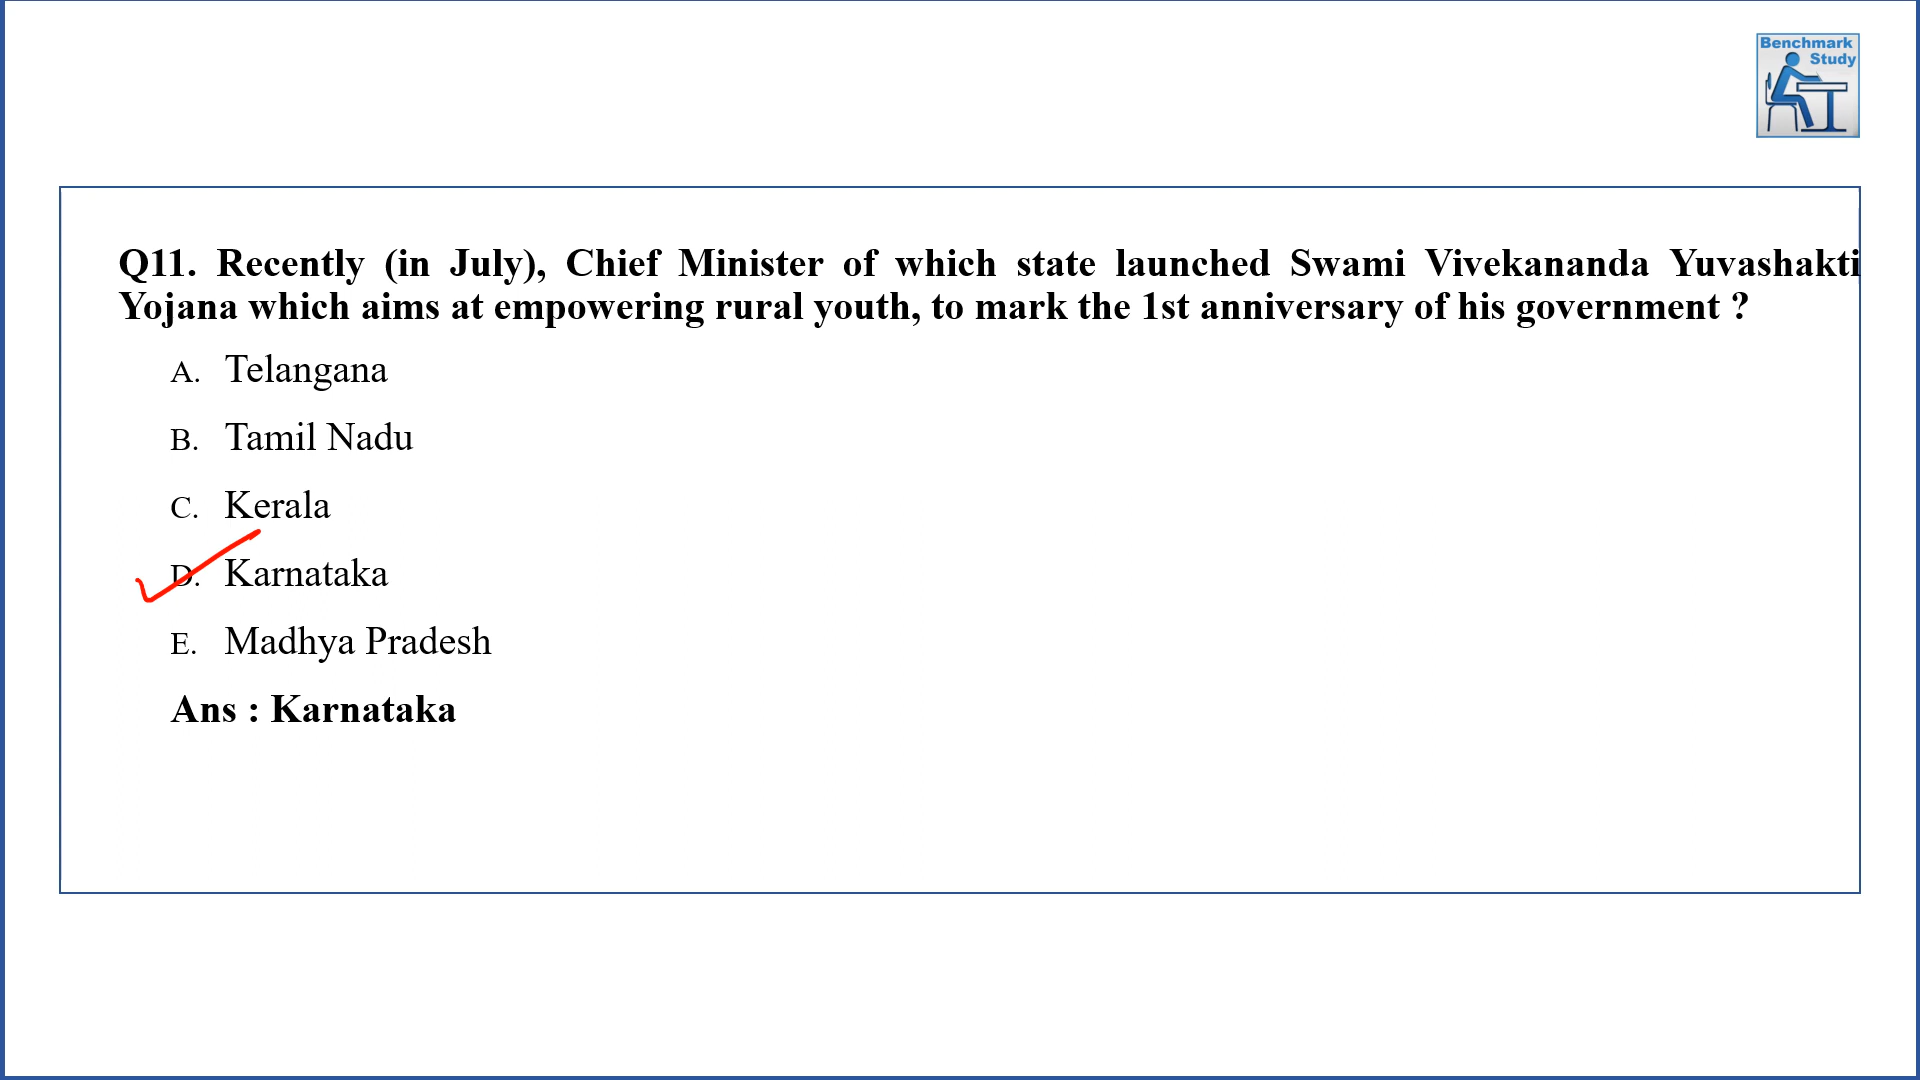 Benchmark
Study
Q11. Recently (in July), Chief Minister of which state launched Swami Vivekananda Yuvashakti
Yojana which aims at empowering rural youth, to mark the 1st anniversary of his government ?
A. Telangana
B. Tamil Nadu
C. Kerala
D. Karnataka
E. Madhya Pradesh
Ans : Karnataka